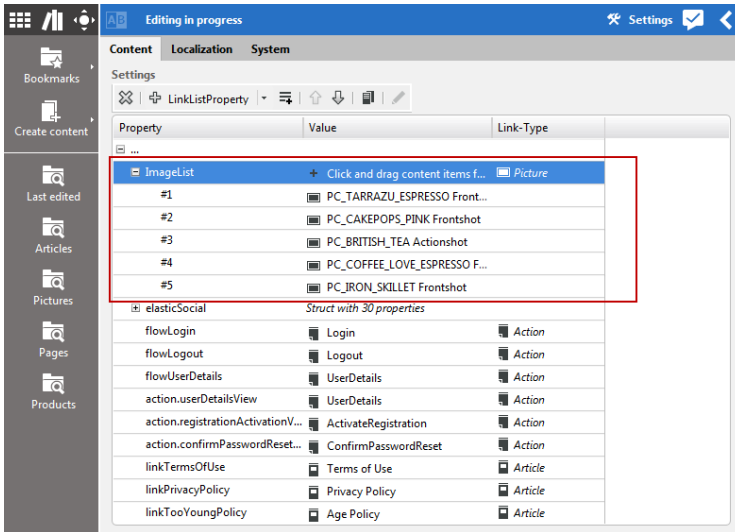 AB Editing in progress Settings
Bookmarks
Create content
Last edited
Articles
Pictures
Pages
Products
Content Localization System
Settings
LinkListProperty
Property Value Link-Type
...
ImageList Click and drag content items f... Picture
#1 PC_TARRAZU_ESPRESSO Front...
#2 PC_CAKEPOPS_PINK Frontshot
#3 PC_BRITISH_TEA Actionshot
#4 PC_COFFEE_LOVE_ESPRESSO F...
#5 PC_IRON_SKILLET Frontshot
elasticSocial Struct with 30 properties
flowLogin Login Action
flowLogout Logout Action
flowUserDetails UserDetails Action
action.userDetailsView UserDetails Action
action.registrationActivationV... ActivateRegistration Action
action.confirmPasswordReset... ConfirmPasswordReset Action
linkTermsOfUse Terms of Use Article
linkPrivacyPolicy Privacy Policy Article
linkTooYoungPolicy Age Policy Article